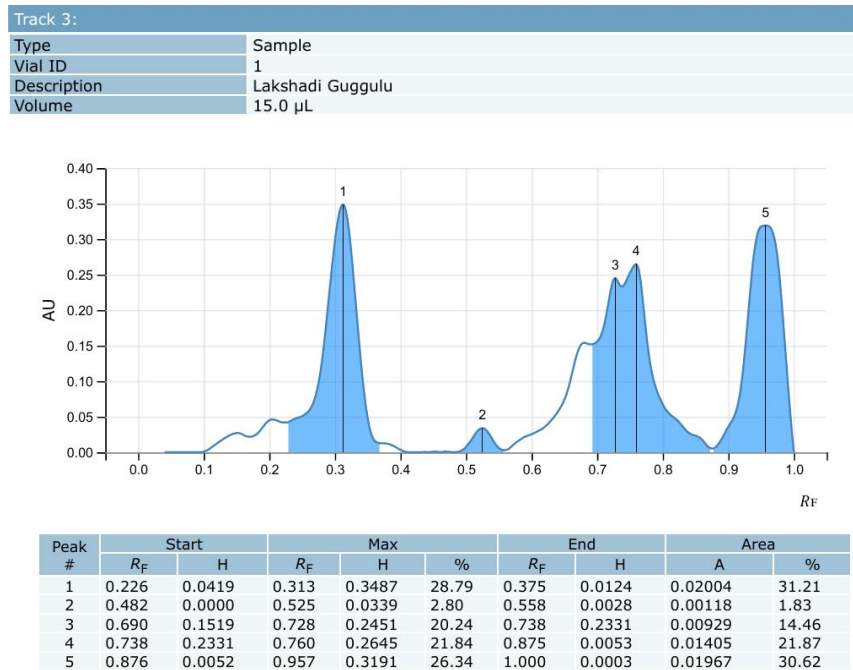 Track 3:
Type Sample
Vial ID 1
Description Lakshadi Guggulu
Volume 15.0 µL
0.40
0.35
0.30
0.25
0.20
0.15
0.10
0.05
0.00
AU
1
2
3
4
5
0.0 0.1 0.2 0.3 0.4 0.5 0.6 0.7 0.8 0.9 1.0
RF
Peak # Start Max End Area
RF H RF H % RF H A %
1 0.226 0.0419 0.313 0.3487 28.79 0.375 0.0124 0.02004 31.21
2 0.482 0.0000 0.525 0.0339 2.80 0.558 0.0028 0.00118 1.83
3 0.690 0.1519 0.728 0.2451 20.24 0.738 0.2331 0.00929 14.46
4 0.738 0.2331 0.760 0.2645 21.84 0.875 0.0053 0.01405 21.87
5 0.876 0.0052 0.957 0.3191 26.34 1.000 0.0003 0.01967 30.62